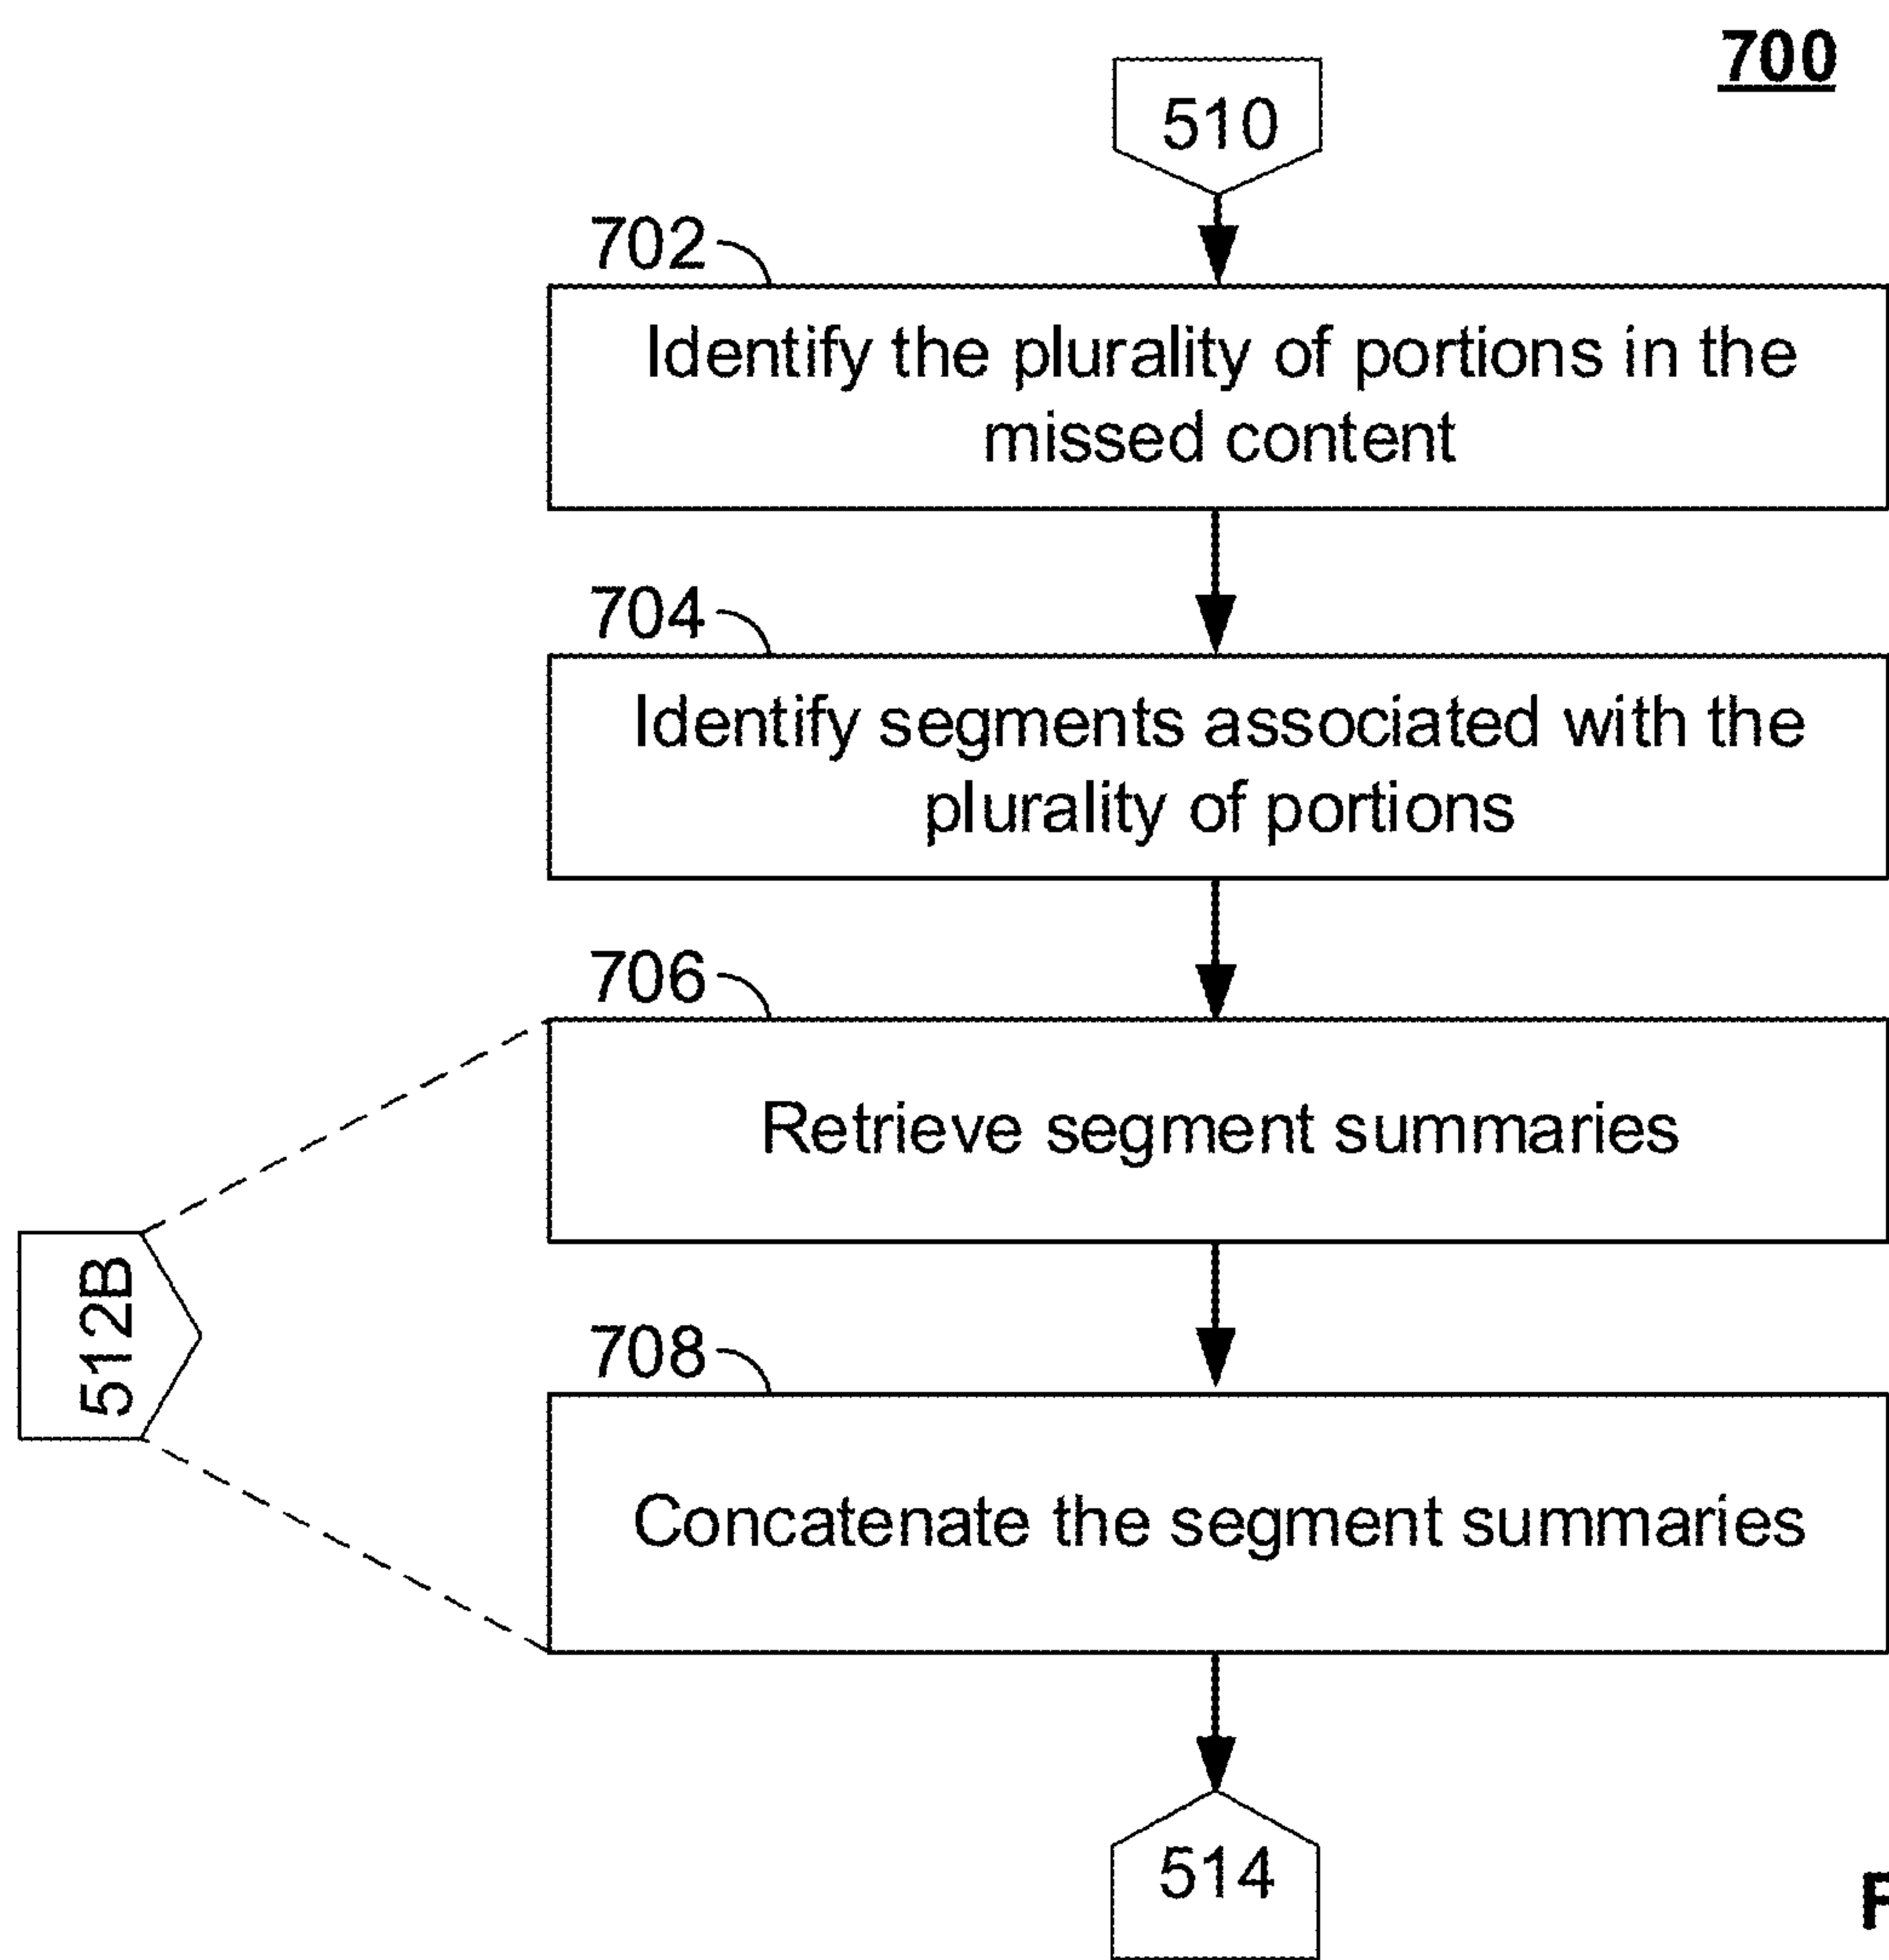 700
510
702
Identify the plurality of portions in the
missed content
704
Identify segments associated with the
plurality of portions
706
Retrieve segment summaries
512B
708
Concatenate the segment summaries
514